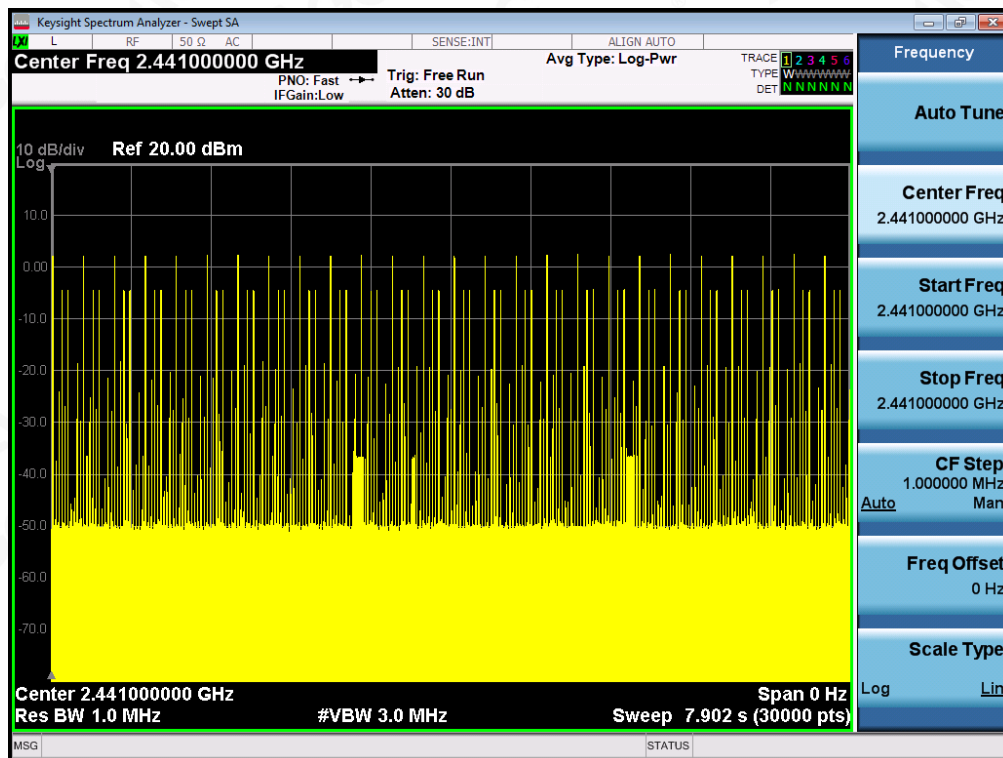 Keysight Spectrum Analyzer - Swept SA
LXI L RF 50 Ω AC SENSE:INT ALIGN AUTO
Center Freq 2.441000000 GHz
PNO: Fast
IFGain:Low
Trig: Free Run
Atten: 30 dB
Avg Type: Log-Pwr
TRACE 1 2 3 4 5 6
TYPE WWWWWW
DET N N N N N N
10 dB/div Ref 20.00 dBm
Log
10.0
0.00
-10.0
-20.0
-30.0
-40.0
-50.0
-60.0
-70.0
Center 2.441000000 GHz Span 0 Hz
Res BW 1.0 MHz #VBW 3.0 MHz Sweep 7.902 s (30000 pts)
MSG STATUS
Frequency
Auto Tune
Center Freq
2.441000000 GHz
Start Freq
2.441000000 GHz
Stop Freq
2.441000000 GHz
CF Step
1.000000 MHz
Auto Man
Freq Offset
0 Hz
Scale Type
Log Lin